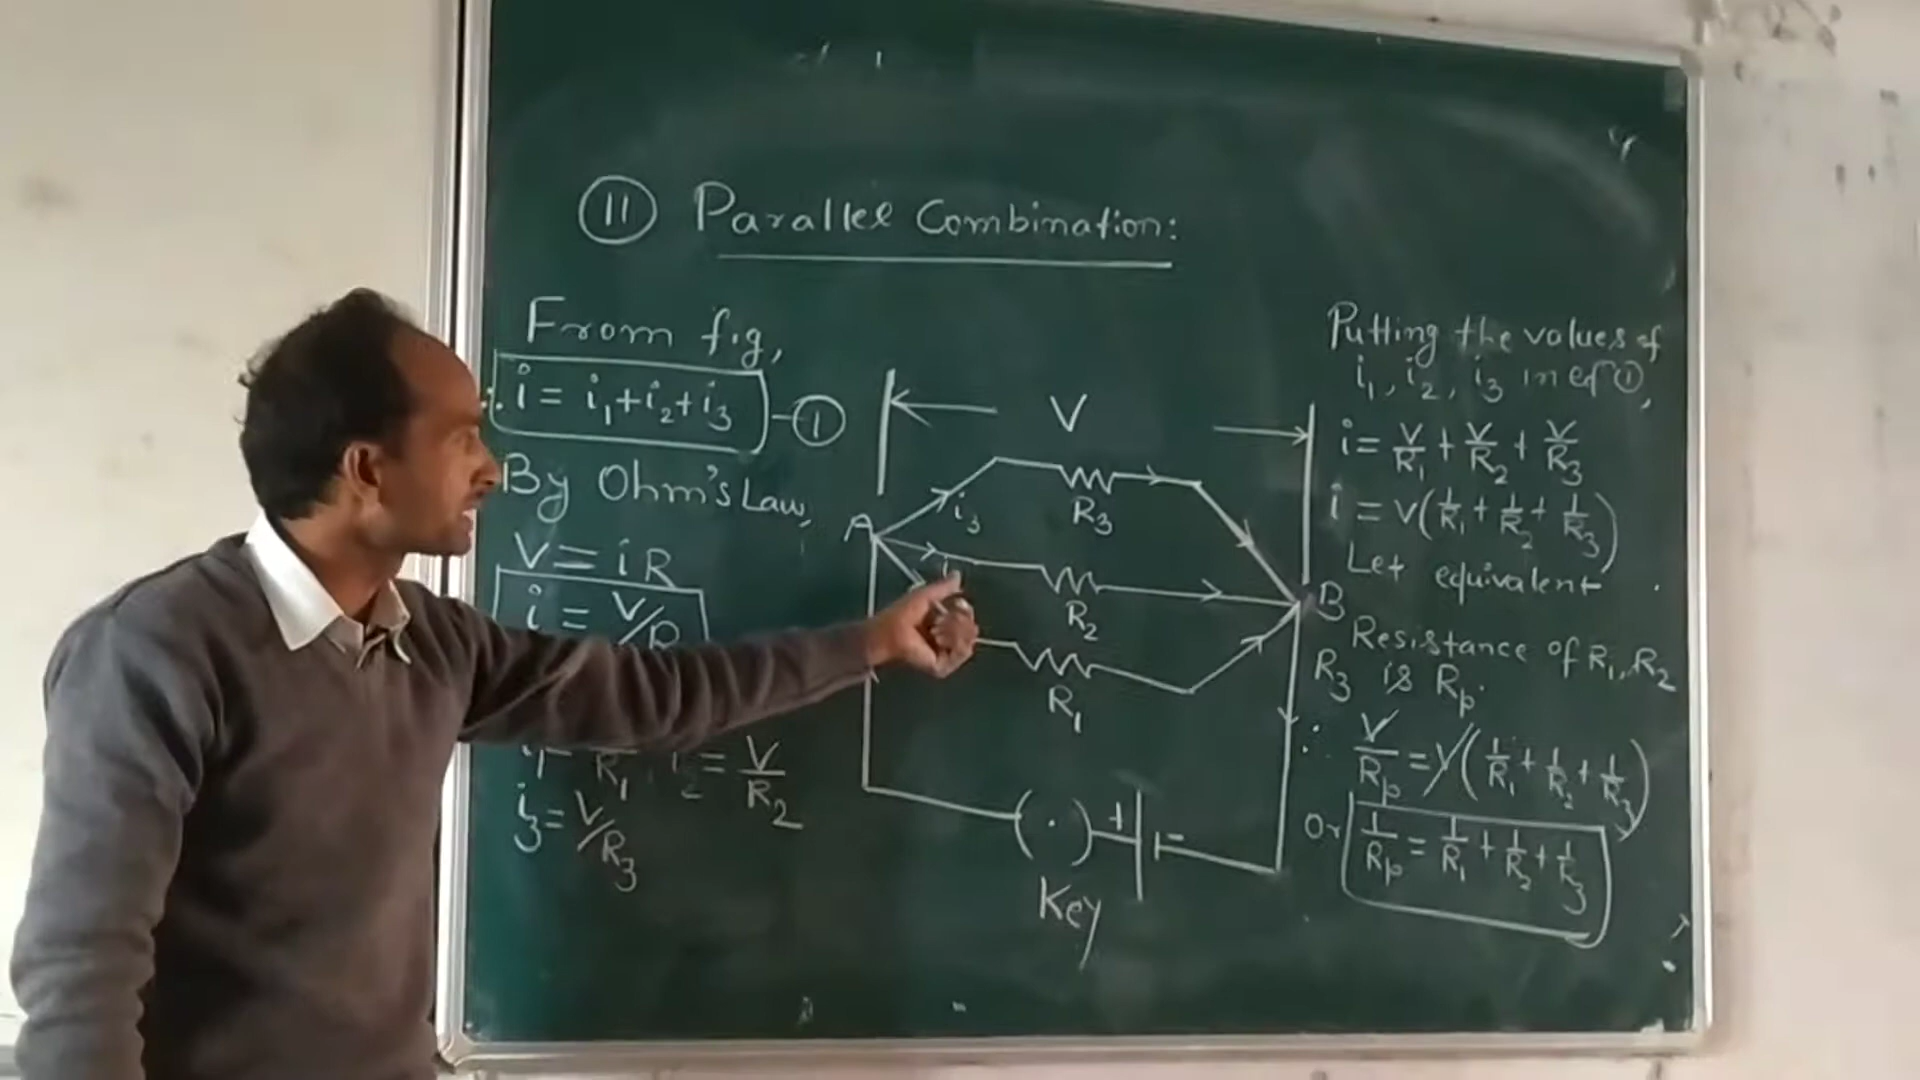 II Parallel Combination:
From fig,
∴ i = i₁+i₂+i₃ –①
By Ohm's Law,
V = iR
i = V/R
i₁ = V/R₁ i₂ = V/R₂
i₃ = V/R₃
V
A
i₃
R₃
R₂
R₁
B
+ -
Key
Putting the values of
i₁, i₂, i₃ in eq ①,
i = V/R₁ + V/R₂ + V/R₃
i = V(1/R₁ + 1/R₂ + 1/R₃)
Let equivalent
Resistance of R₁, R₂
R₃ is Rp.
∴ V/Rp = V(1/R₁ + 1/R₂ + 1/R₃)
Or 1/Rp = 1/R₁ + 1/R₂ + 1/R₃